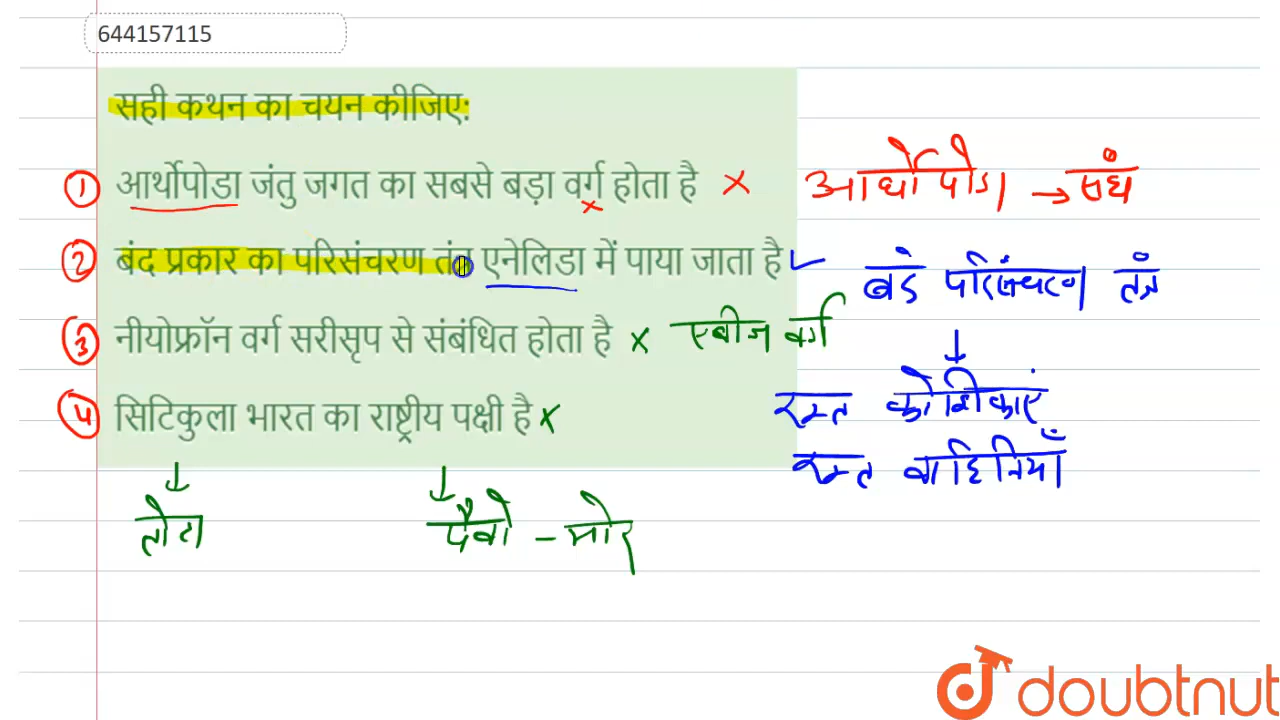 644157115
सही कथन का चयन कीजिए:
① आर्थोपोडा जंतु जगत का सबसे बड़ा वर्ग होता है × आर्थोपोडा → संघ
② बंद प्रकार का परिसंचरण तंत्र एनेलिडा में पाया जाता है ✓ बंद परिसंचरण तंत्र
③ नीयोफ्रॉन वर्ग सरीसृप से संबंधित होता है × एवीज वर्ग
रक्त कोशिकाएं
④ सिटिकुला भारत का राष्ट्रीय पक्षी है ×
रक्त वाहिनियाँ
तोता पैवो – मोर
doubtnut